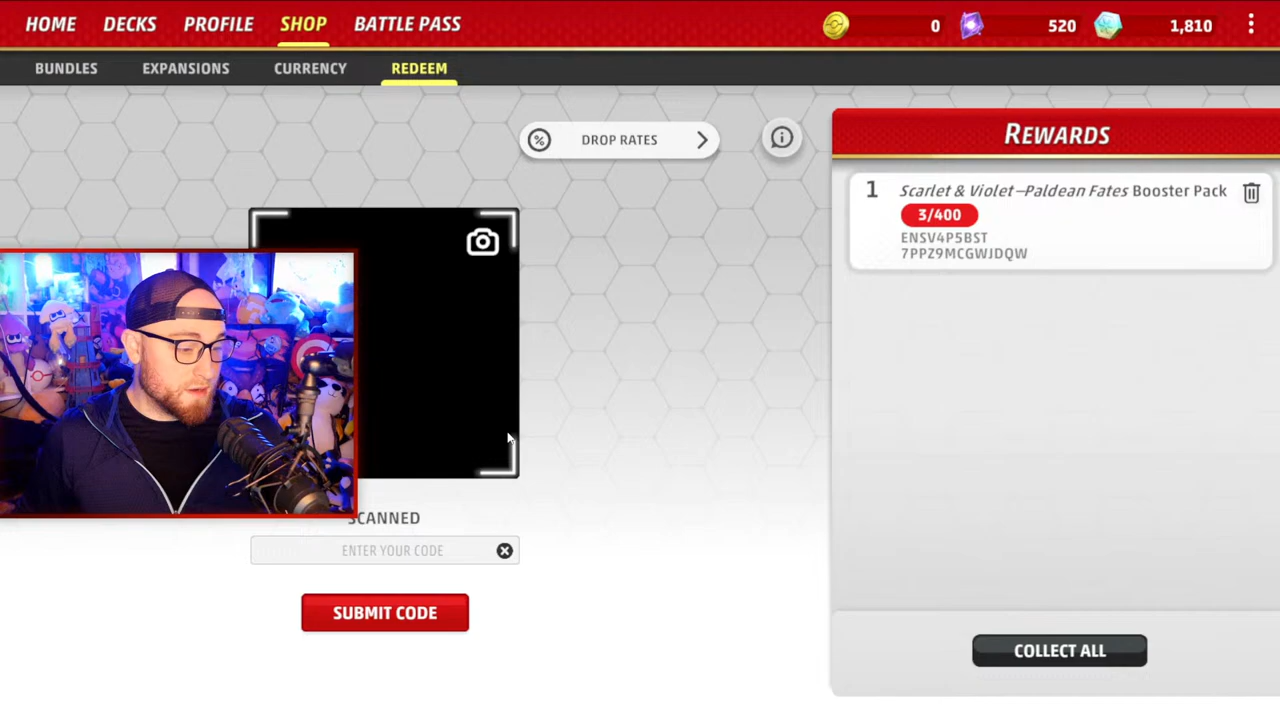 HOME DECKS PROFILE SHOP BATTLE PASS 0 520 1,810
BUNDLES EXPANSIONS CURRENCY REDEEM
% DROP RATES
REWARDS
1 Scarlet & Violet—Paldean Fates Booster Pack
3/400
ENSV4P5BST
7PPZ9MCGWJDQW
SCANNED
ENTER YOUR CODE
SUBMIT CODE
COLLECT ALL